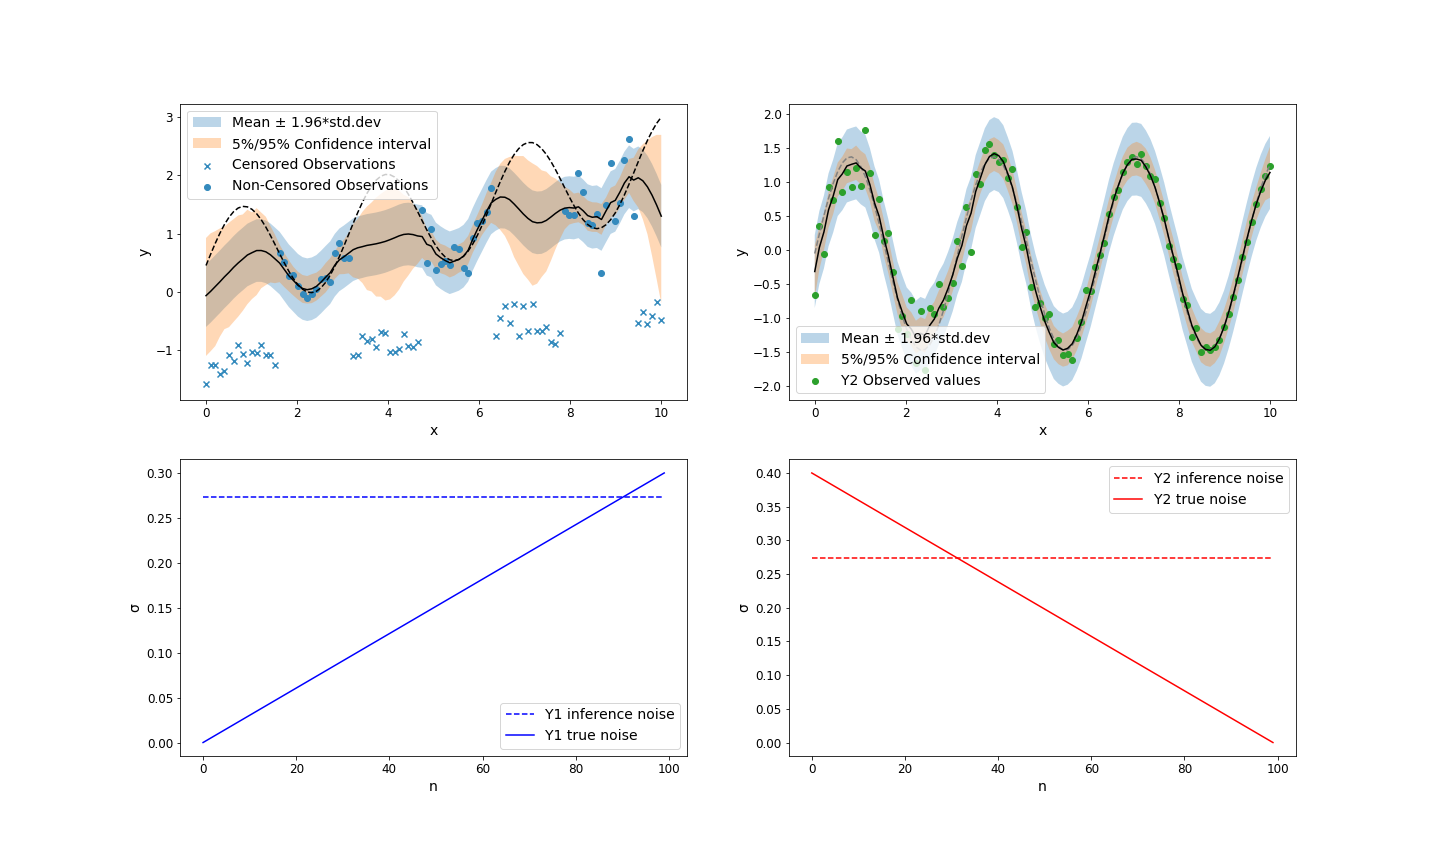 3
2
1
0
−1
y
Mean ± 1.96*std.dev
5%/95% Confidence interval
Censored Observations
Non-Censored Observations
0 2 4 6 8 10
x
2.0
1.5
1.0
0.5
0.0
−0.5
−1.0
−1.5
−2.0
y
Mean ± 1.96*std.dev
5%/95% Confidence interval
Y2 Observed values
0 2 4 6 8 10
x
0.30
0.25
0.20
0.15
0.10
0.05
0.00
σ
Y1 inference noise
Y1 true noise
0 20 40 60 80 100
n
0.40
0.35
0.30
0.25
0.20
0.15
0.10
0.05
0.00
σ
Y2 inference noise
Y2 true noise
0 20 40 60 80 100
n